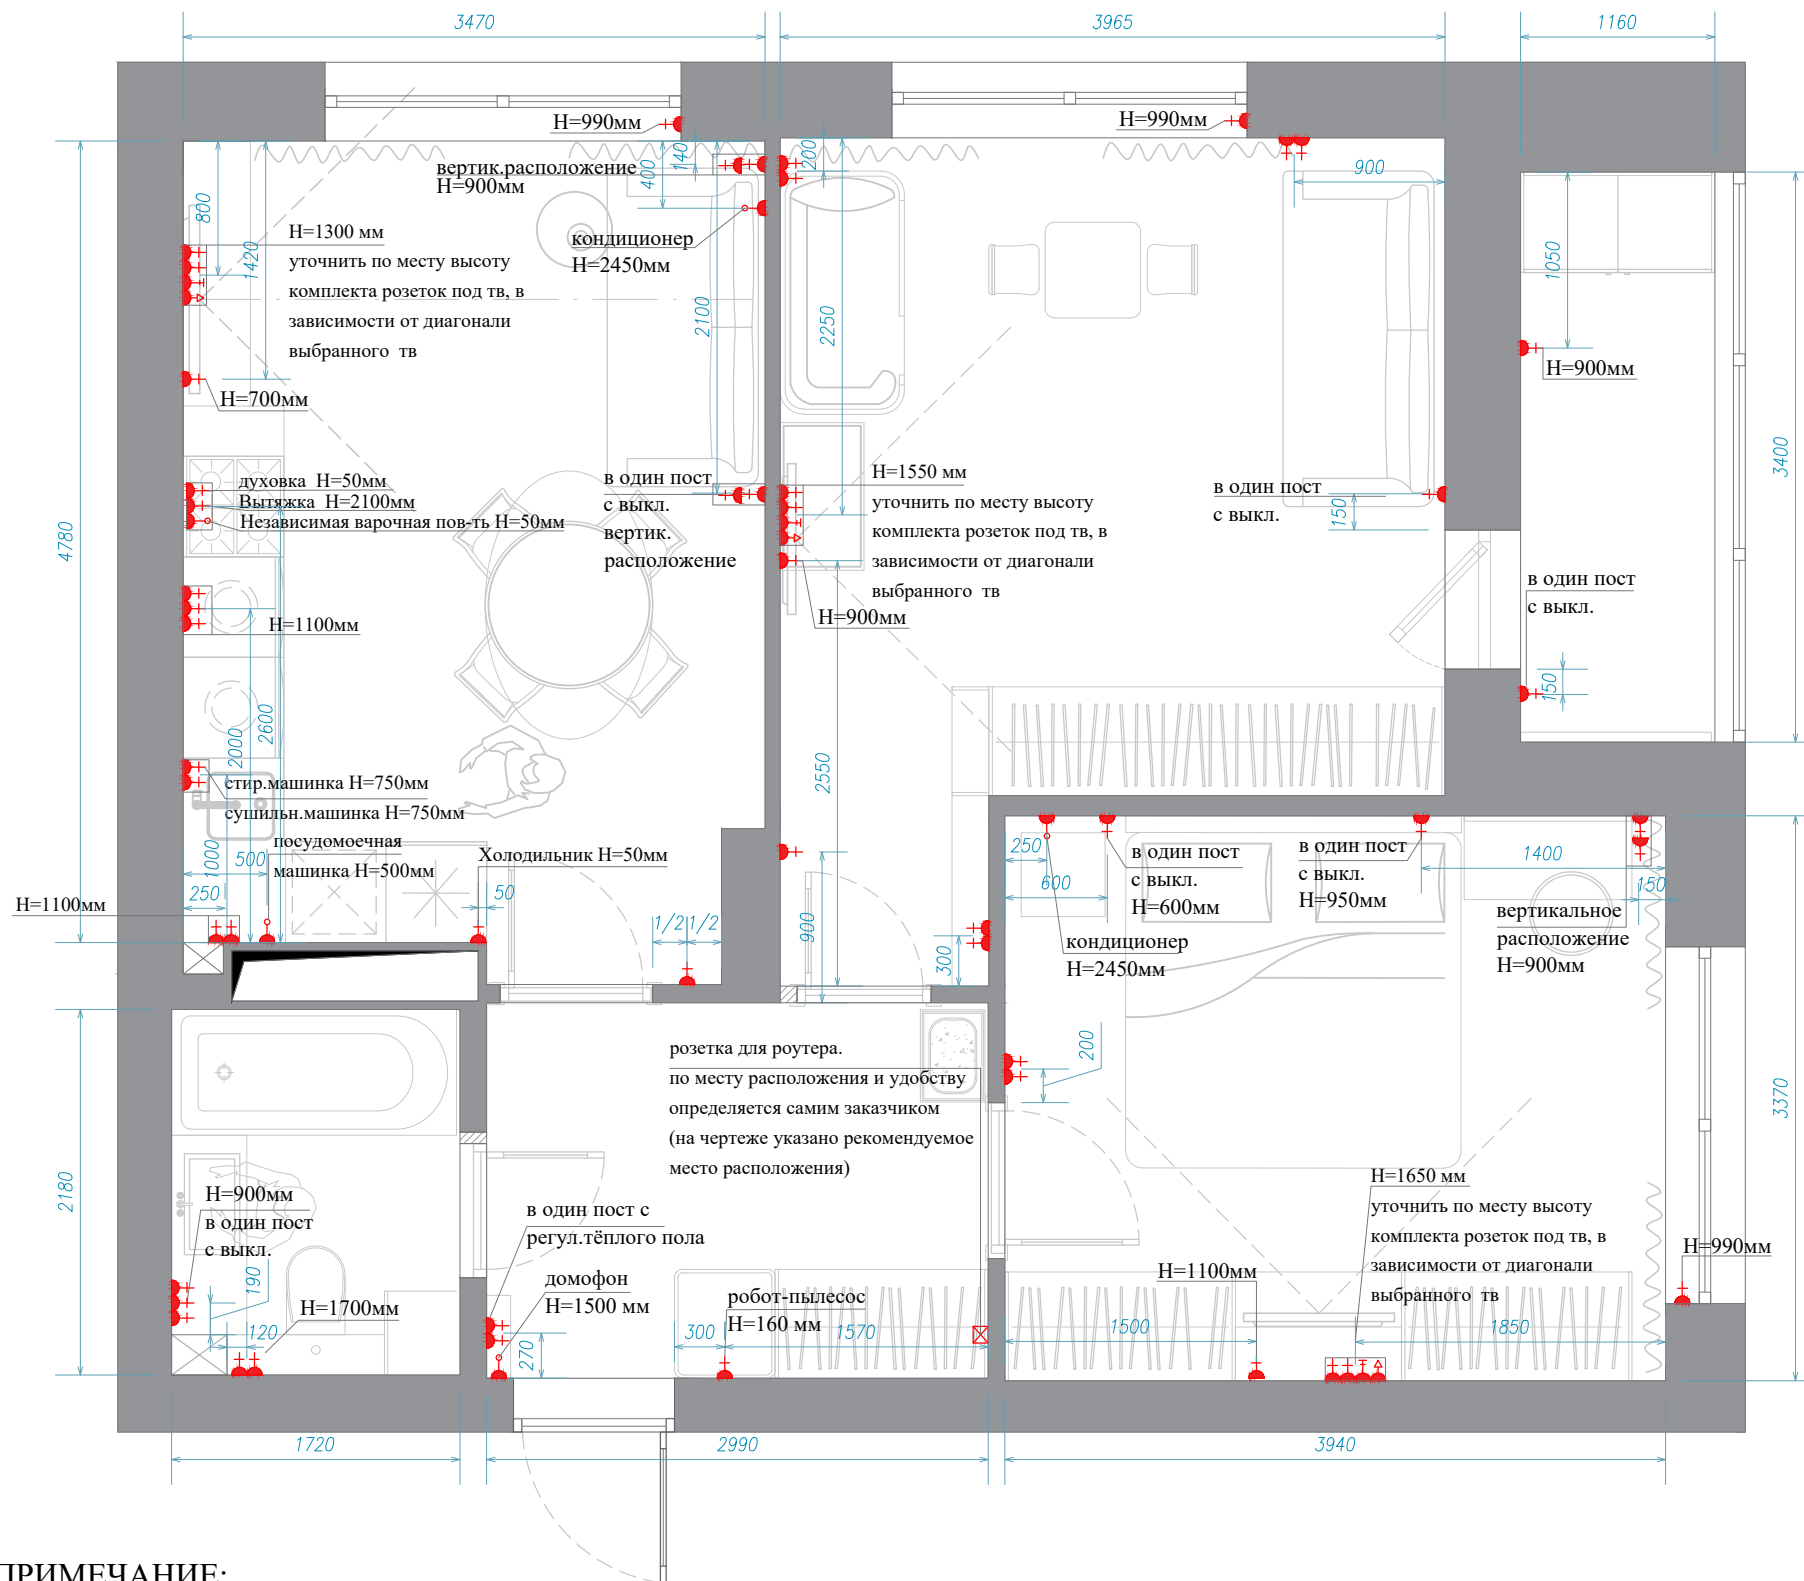 3470
3965
1160
H=990мм
H=990мм
вертик.расположение
H=900мм
400
140
200
900
800
1420
H=1300 мм
уточнить по месту высоту
комплекта розеток под тв, в
зависимости от диагонали
выбранного тв
кондиционер
H=2450мм
2100
2250
1050
H=900мм
H=700мм
3400
4780
духовка H=50мм
Вытяжка H=2100мм
Независимая варочная пов-ть H=50мм
в один пост
с выкл.
вертик.
расположение
H=1550 мм
уточнить по месту высоту
комплекта розеток под тв, в
зависимости от диагонали
выбранного тв
H=900мм
в один пост
с выкл.
150
в один пост
с выкл.
150
H=1100мм
2000
2600
2550
стир.машинка H=750мм
сушильн.машинка H=750мм
посудомоечная
машинка H=500мм
1000
500
250
H=1100мм
Холодильник H=50мм
50
1/2
1/2
900
300
250
600
в один пост
с выкл.
H=600мм
в один пост
с выкл.
H=950мм
1400
150
вертикальное
расположение
H=900мм
кондиционер
H=2450мм
200
3370
розетка для роутера.
по месту расположения и удобству
определяется самим заказчиком
(на чертеже указано рекомендуемое
место расположения)
2180
H=900мм
в один пост
с выкл.
190
120
H=1700мм
в один пост с
регул.тёплого пола
домофон
H=1500 мм
270
робот-пылесос
H=160 мм
300
1570
H=1100мм
1500
H=1650 мм
уточнить по месту высоту
комплекта розеток под тв, в
зависимости от диагонали
выбранного тв
1850
H=990мм
1720
2990
3940
ПРИМЕЧАНИЕ: